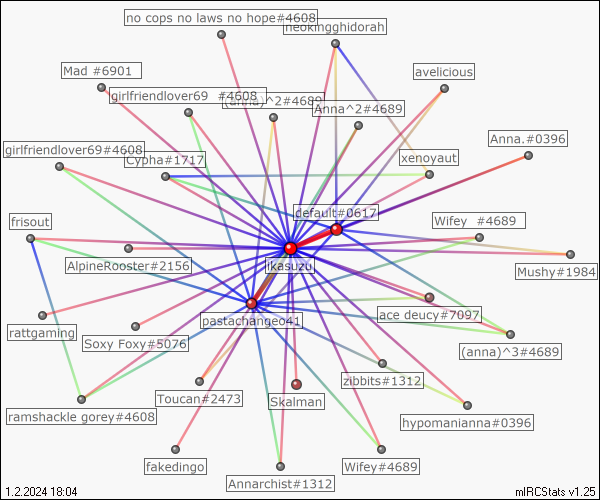 no cops no laws no hope#4608
neokingghidorah
Mad #6901
avelicious
girlfriendlover69 #4608
(anna)^2#4689
Anna^2#4689
Anna.#0396
girlfriendlover69#4608
Cypha#1717
xenoyaut
default#0617
frisout
Wifey #4689
AlpineRooster#2156
ikasuzu
Mushy#1984
pastachange41
ace deucy#7097
rattgaming
Soxy Foxy#5076
(anna)^3#4689
zibbits#1312
Toucan#2473
Skalman
ramshackle gorey#4608
hypomanianna#0396
fakedingo
Annarchist#1312
Wifey#4689
1.2.2024 18:04
mIRCStats v1.25